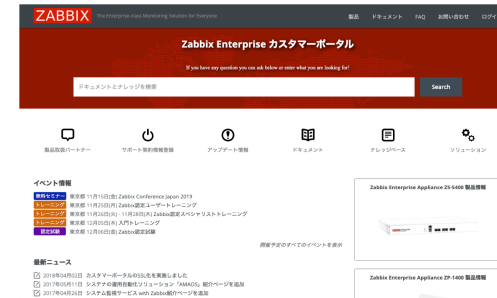 ZABBIX The Enterprise-class Monitoring Solution for Everyone
製品 ドキュメント FAQ お問い合わせ ログイ
Zabbix Enterprise カスタマーポータル
If you have any question you can ask below or enter what you are looking for!
ドキュメントとナレッジを検索 Search
製品取扱パートナー サポート契約情報登録 アップデート情報 ドキュメント ナレッジベース ソリューション
イベント情報
無料セミナー 東京都 11月15日(金) Zabbix Conference Japan 2019
トレーニング 東京都 11月25日(月) Zabbix認定ユーザートレーニング
トレーニング 東京都 11月26日(火) - 11月28日(木) Zabbix認定スペシャリストトレーニング
トレーニング 東京都 12月05日(木) 入門トレーニング
認定試験 東京都 12月06日(金) Zabbix認定試験
開催予定のすべてのイベントを表示
最新ニュース
2018年04月02日 カスタマーポータルのSSL化を実施しました
2017年05月11日 システナの運用自動化ソリューション「AMAOS」紹介ページを追加
2017年04月26日 システム監視サービス with Zabbix紹介ページを追加
Zabbix Enterprise Appliance ZS-5400 製品情報
Zabbix Enterprise Appliance ZP-1400 製品情報